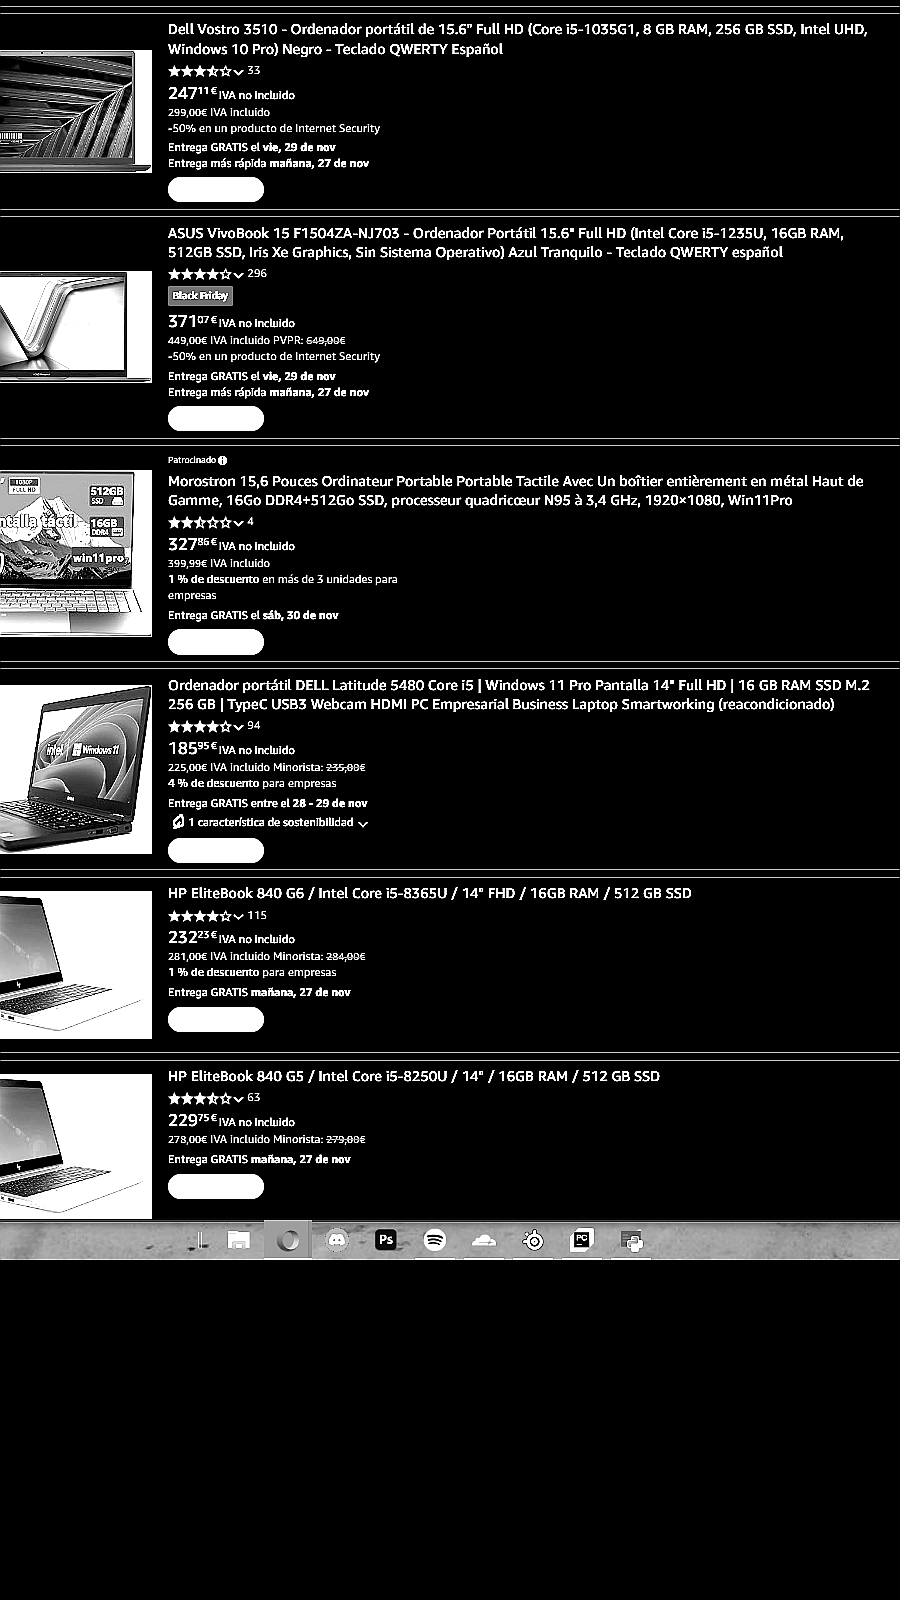 Dell Vostro 3510 - Ordenador portátil de 15.6" Full HD (Core i5-1035G1, 8 GB RAM, 256 GB SSD, Intel UHD,
Windows 10 Pro) Negro - Teclado QWERTY Español
33
247¹¹€ IVA no incluido
299,00€ IVA incluido
-50% en un producto de Internet Security
Entrega GRATIS el vie, 29 de nov
Entrega más rápida mañana, 27 de nov
ASUS VivoBook 15 F1504ZA-NJ703 - Ordenador Portátil 15.6" Full HD (Intel Core i5-1235U, 16GB RAM,
512GB SSD, Iris Xe Graphics, Sin Sistema Operativo) Azul Tranquilo - Teclado QWERTY español
296
Black Friday
371⁰⁷€ IVA no incluido
449,00€ IVA incluido PVPR: 649,00€
-50% en un producto de Internet Security
Entrega GRATIS el vie, 29 de nov
Entrega más rápida mañana, 27 de nov
Patrocinado
Morostron 15,6 Pouces Ordinateur Portable Portable Tactile Avec Un boîtier entièrement en métal Haut de
Gamme, 16Go DDR4+512Go SSD, processeur quadricœur N95 à 3,4 GHz, 1920×1080, Win11Pro
4
327⁸⁶€ IVA no incluido
399,99€ IVA incluido
1 % de descuento en más de 3 unidades para
empresas
Entrega GRATIS el sáb, 30 de nov
1080P
FULL HD
512GB
SSD
ntalla táctil
16GB
DDR4
win11pro
Ordenador portátil DELL Latitude 5480 Core i5 | Windows 11 Pro Pantalla 14" Full HD | 16 GB RAM SSD M.2
256 GB | TypeC USB3 Webcam HDMI PC Empresarial Business Laptop Smartworking (reacondicionado)
94
185⁹⁵€ IVA no incluido
225,00€ IVA incluido Minorista: 235,00€
4 % de descuento para empresas
Entrega GRATIS entre el 28 - 29 de nov
1 característica de sostenibilidad
intel Windows 11
HP EliteBook 840 G6 / Intel Core i5-8365U / 14" FHD / 16GB RAM / 512 GB SSD
115
232²³€ IVA no incluido
281,00€ IVA incluido Minorista: 284,00€
1 % de descuento para empresas
Entrega GRATIS mañana, 27 de nov
HP EliteBook 840 G5 / Intel Core i5-8250U / 14" / 16GB RAM / 512 GB SSD
63
229⁷⁵€ IVA no incluido
278,00€ IVA incluido Minorista: 279,00€
Entrega GRATIS mañana, 27 de nov
Ps
PC